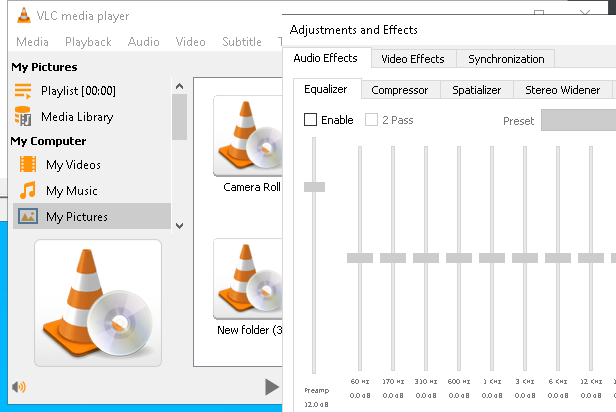 VLC media player
Media Playback Audio Video Subtitle
My Pictures
Playlist [00:00]
Media Library
My Computer
My Videos
My Music
My Pictures
Camera Roll
New folder (3
Adjustments and Effects
Audio Effects Video Effects Synchronization
Equalizer Compressor Spatializer Stereo Widener
Enable 2 Pass Preset
60 Hz 170 Hz 310 Hz 600 Hz 1 KHz 3 KHz 6 KHz 12 KHz
Preamp 0.0 dB 0.0 dB 0.0 dB 0.0 dB 0.0 dB 0.0 dB 0.0 dB 0.0 dB
12.0 dB